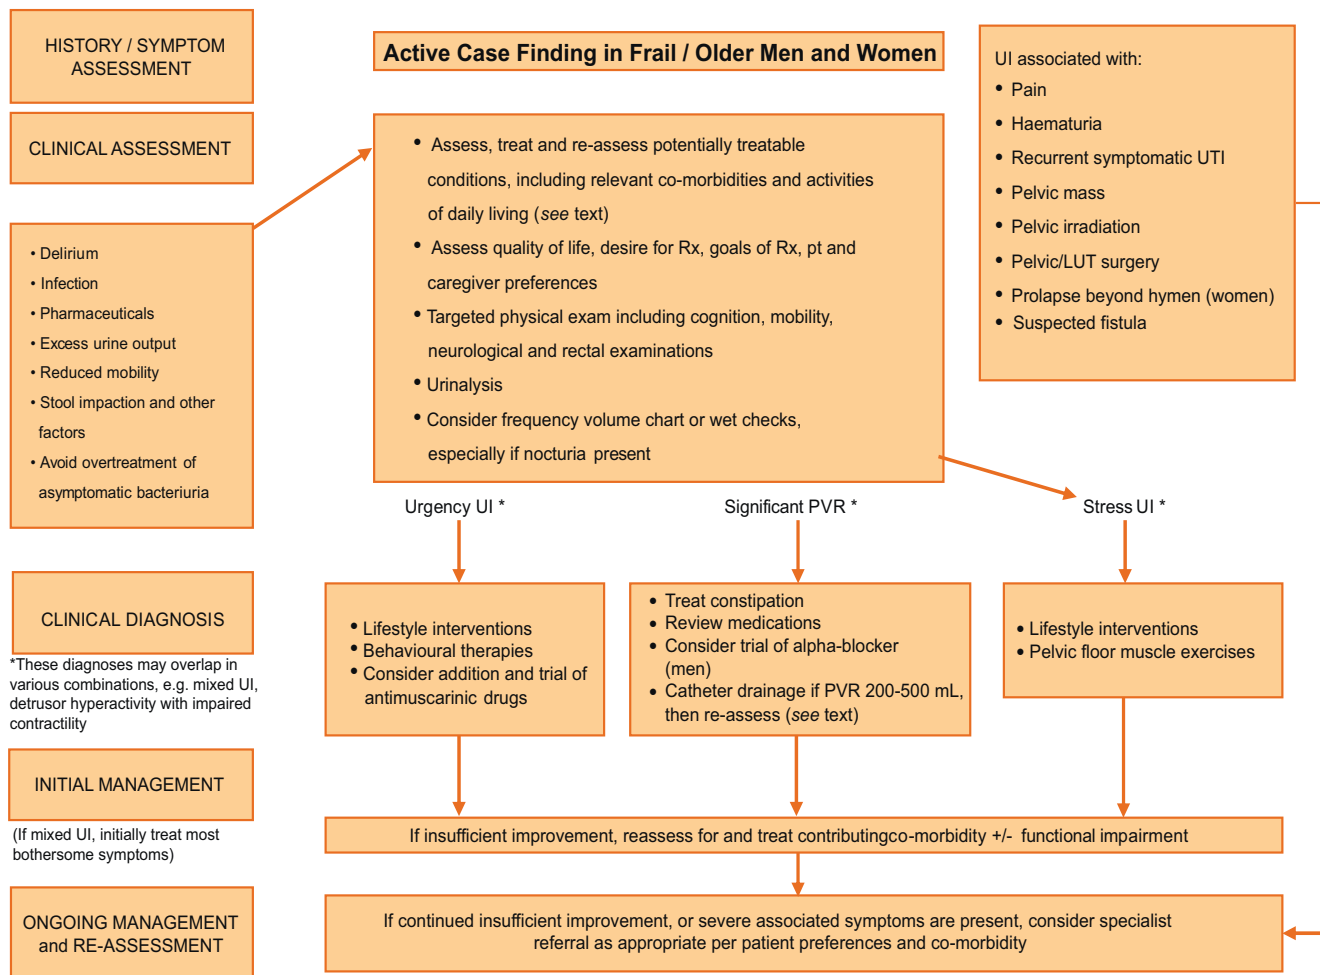 HISTORY / SYMPTOM
ASSESSMENT
CLINICAL ASSESSMENT
• Delirium
• Infection
• Pharmaceuticals
• Excess urine output
• Reduced mobility
• Stool impaction and other
factors
• Avoid overtreatment of
asymptomatic bacteriuria
CLINICAL DIAGNOSIS
*These diagnoses may overlap in
various combinations, e.g. mixed UI,
detrusor hyperactivity with impaired
contractility
INITIAL MANAGEMENT
(If mixed UI, initially treat most
bothersome symptoms)
ONGOING MANAGEMENT
and RE-ASSESSMENT
Active Case Finding in Frail / Older Men and Women
• Assess, treat and re-assess potentially treatable
conditions, including relevant co-morbidities and activities
of daily living (see text)
• Assess quality of life, desire for Rx, goals of Rx, pt and
caregiver preferences
• Targeted physical exam including cognition, mobility,
neurological and rectal examinations
• Urinalysis
• Consider frequency volume chart or wet checks,
especially if nocturia present
UI associated with:
• Pain
• Haematuria
• Recurrent symptomatic UTI
• Pelvic mass
• Pelvic irradiation
• Pelvic/LUT surgery
• Prolapse beyond hymen (women)
• Suspected fistula
Urgency UI *
Significant PVR *
Stress UI *
• Lifestyle interventions
• Behavioural therapies
• Consider addition and trial of
antimuscarinic drugs
• Treat constipation
• Review medications
• Consider trial of alpha-blocker
(men)
• Catheter drainage if PVR 200-500 mL,
then re-assess (see text)
• Lifestyle interventions
• Pelvic floor muscle exercises
If insufficient improvement, reassess for and treat contributingco-morbidity +/- functional impairment
If continued insufficient improvement, or severe associated symptoms are present, consider specialist
referral as appropriate per patient preferences and co-morbidity